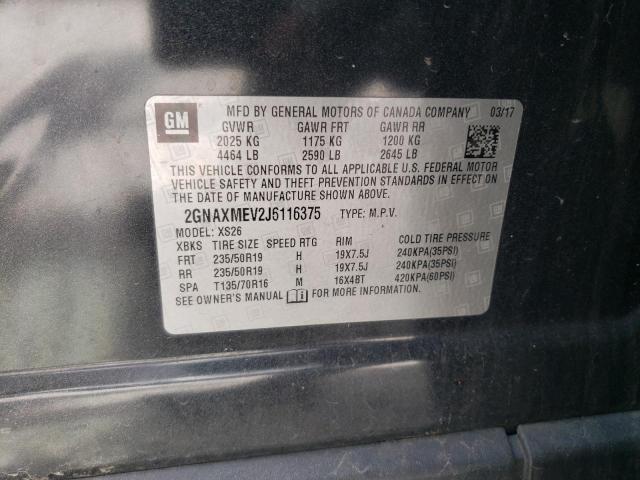 GM MFD BY GENERAL MOTORS OF CANADA COMPANY 03/17
GVWR GAWR FRT GAWR RR
2025 KG 1175 KG 1200 KG
4464 LB 2590 LB 2645 LB
THIS VEHICLE CONFORMS TO ALL APPLICABLE U.S. FEDERAL MOTOR
VEHICLE SAFETY AND THEFT PREVENTION STANDARDS IN EFFECT ON
THE DATE OF MANUFACTURE SHOWN ABOVE.
2GNAXMEV2J6116375 TYPE: M.P.V.
MODEL: XS26
XBKS TIRE SIZE SPEED RTG RIM COLD TIRE PRESSURE
FRT 235/50R19 H 19X7.5J 240KPA(35PSI)
RR 235/50R19 H 19X7.5J 240KPA(35PSI)
SPA T135/70R16 M 16X4BT 420KPA(60PSI)
SEE OWNER'S MANUAL FOR MORE INFORMATION.